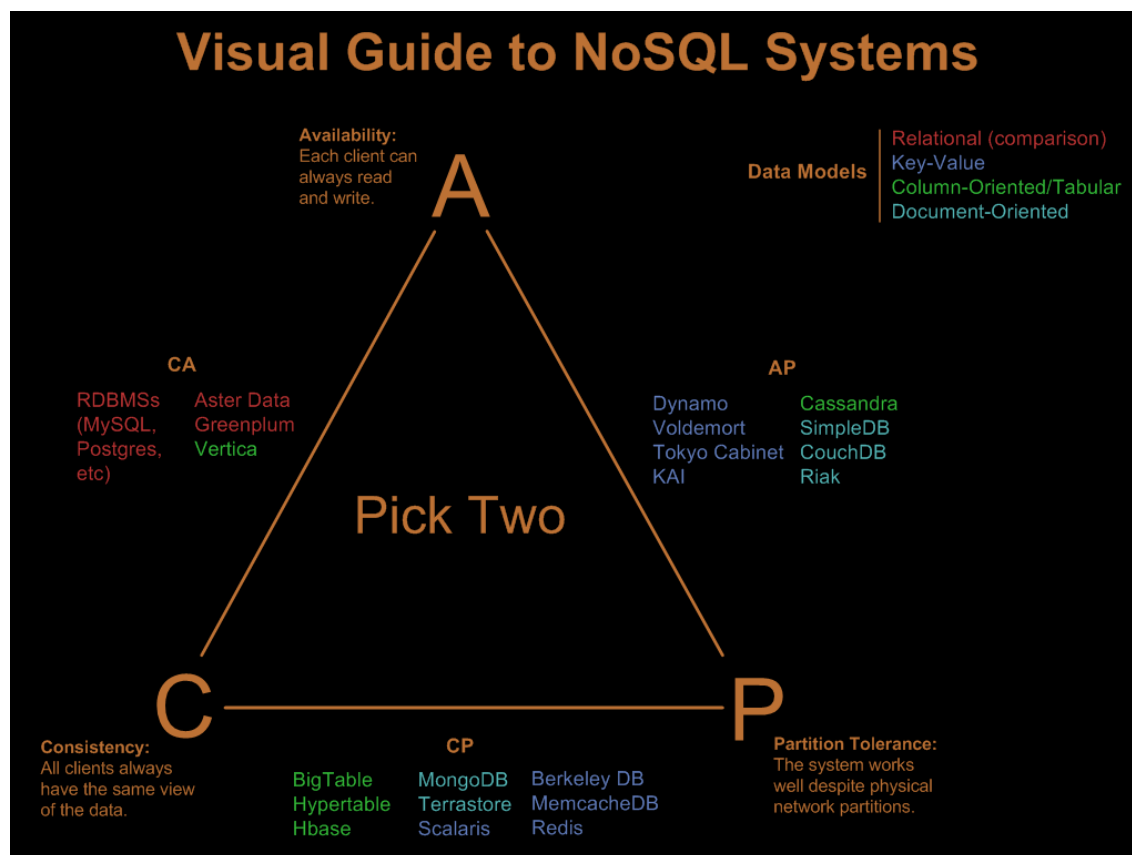 Visual Guide to NoSQL Systems
Availability:
Each client can
always read
and write.
A
Data Models
Relational (comparison)
Key-Value
Column-Oriented/Tabular
Document-Oriented
CA
RDBMSs
(MySQL,
Postgres,
etc)
Aster Data
Greenplum
Vertica
AP
Dynamo
Voldemort
Tokyo Cabinet
KAI
Cassandra
SimpleDB
CouchDB
Riak
Pick Two
C
P
Consistency:
All clients always
have the same view
of the data.
CP
BigTable
Hypertable
Hbase
MongoDB
Terrastore
Scalaris
Berkeley DB
MemcacheDB
Redis
Partition Tolerance:
The system works
well despite physical
network partitions.